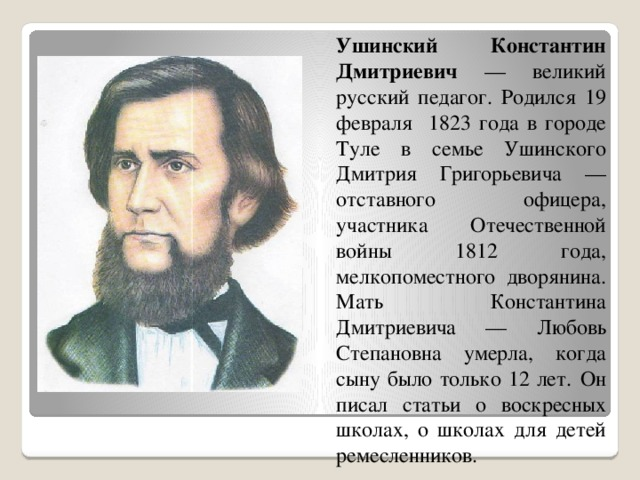 Ушинский Константин
Дмитриевич — великий
русский педагог. Родился 19
февраля 1823 года в городе
Туле в семье Ушинского
Дмитрия Григорьевича —
отставного офицера,
участника Отечественной
войны 1812 года,
мелкопоместного дворянина.
Мать Константина
Дмитриевича — Любовь
Степановна умерла, когда
сыну было только 12 лет. Он
писал статьи о воскресных
школах, о школах для детей
ремесленников.